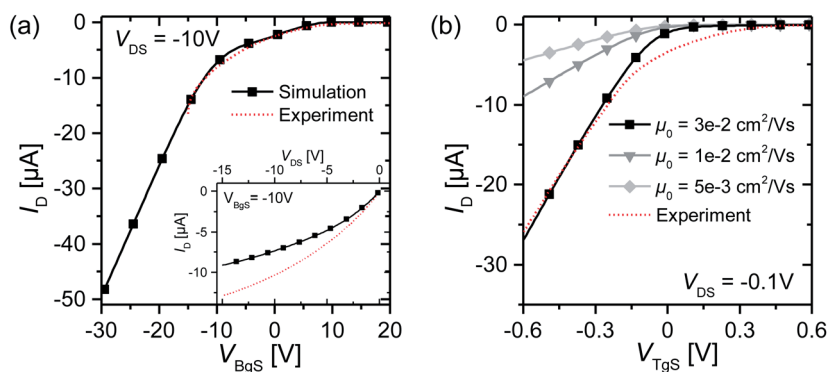 (a)
V_DS = -10V
0
-10
-20
-30
-40
-50
I_D [µA]
Simulation
Experiment
V_DS [V]
-15 -10 -5 0
V_BgS = -10V
0
-5
-10
I_D [µA]
-30 -20 -10 0 10 20
V_BgS [V]
(b)
0
-10
-20
-30
I_D [µA]
µ_0 = 3e-2 cm²/Vs
µ_0 = 1e-2 cm²/Vs
µ_0 = 5e-3 cm²/Vs
Experiment
V_DS = -0.1V
-0.6 -0.3 0 0.3 0.6
V_TgS [V]